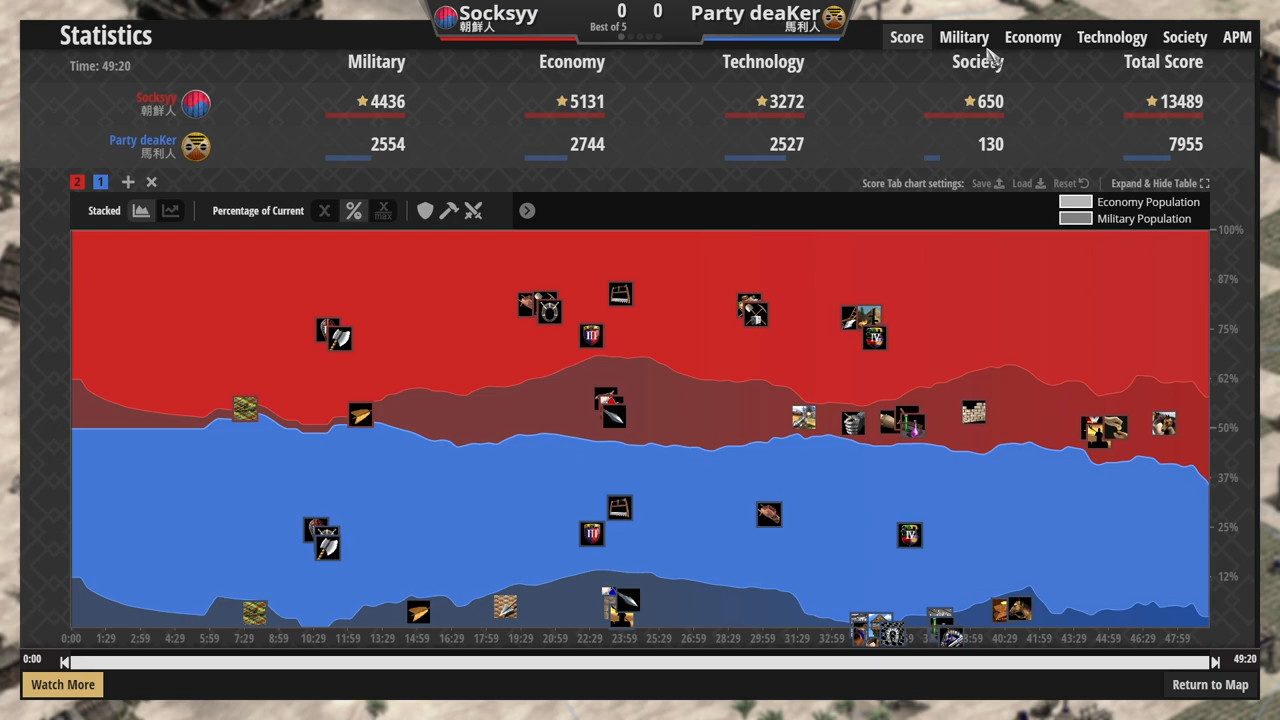 Socksyy 0 0 Party deaKer
朝鮮人 Best of 5 馬利人
Statistics
Score Military Economy Technology Society APM
Time: 49:20 Military Economy Technology Society Total Score
Socksyy 4436 5131 3272 650 13489
朝鮮人
Party deaKer 2554 2744 2527 130 7955
馬利人
2 1 Score Tab chart settings: Save Load Reset Expand & Hide Table
Stacked Percentage of Current X % X/max
Economy Population
Military Population
100%
87%
75%
62%
50%
37%
25%
12%
III
IV
III
IV
0:00 1:29 2:59 4:29 5:59 7:29 8:59 10:29 11:59 13:29 14:59 16:29 17:59 19:29 20:59 22:29 23:59 25:29 26:59 28:29 29:59 31:29 32:59 40:29 41:59 43:29 44:59 46:29 47:59
0:00 49:20
Watch More Return to Map